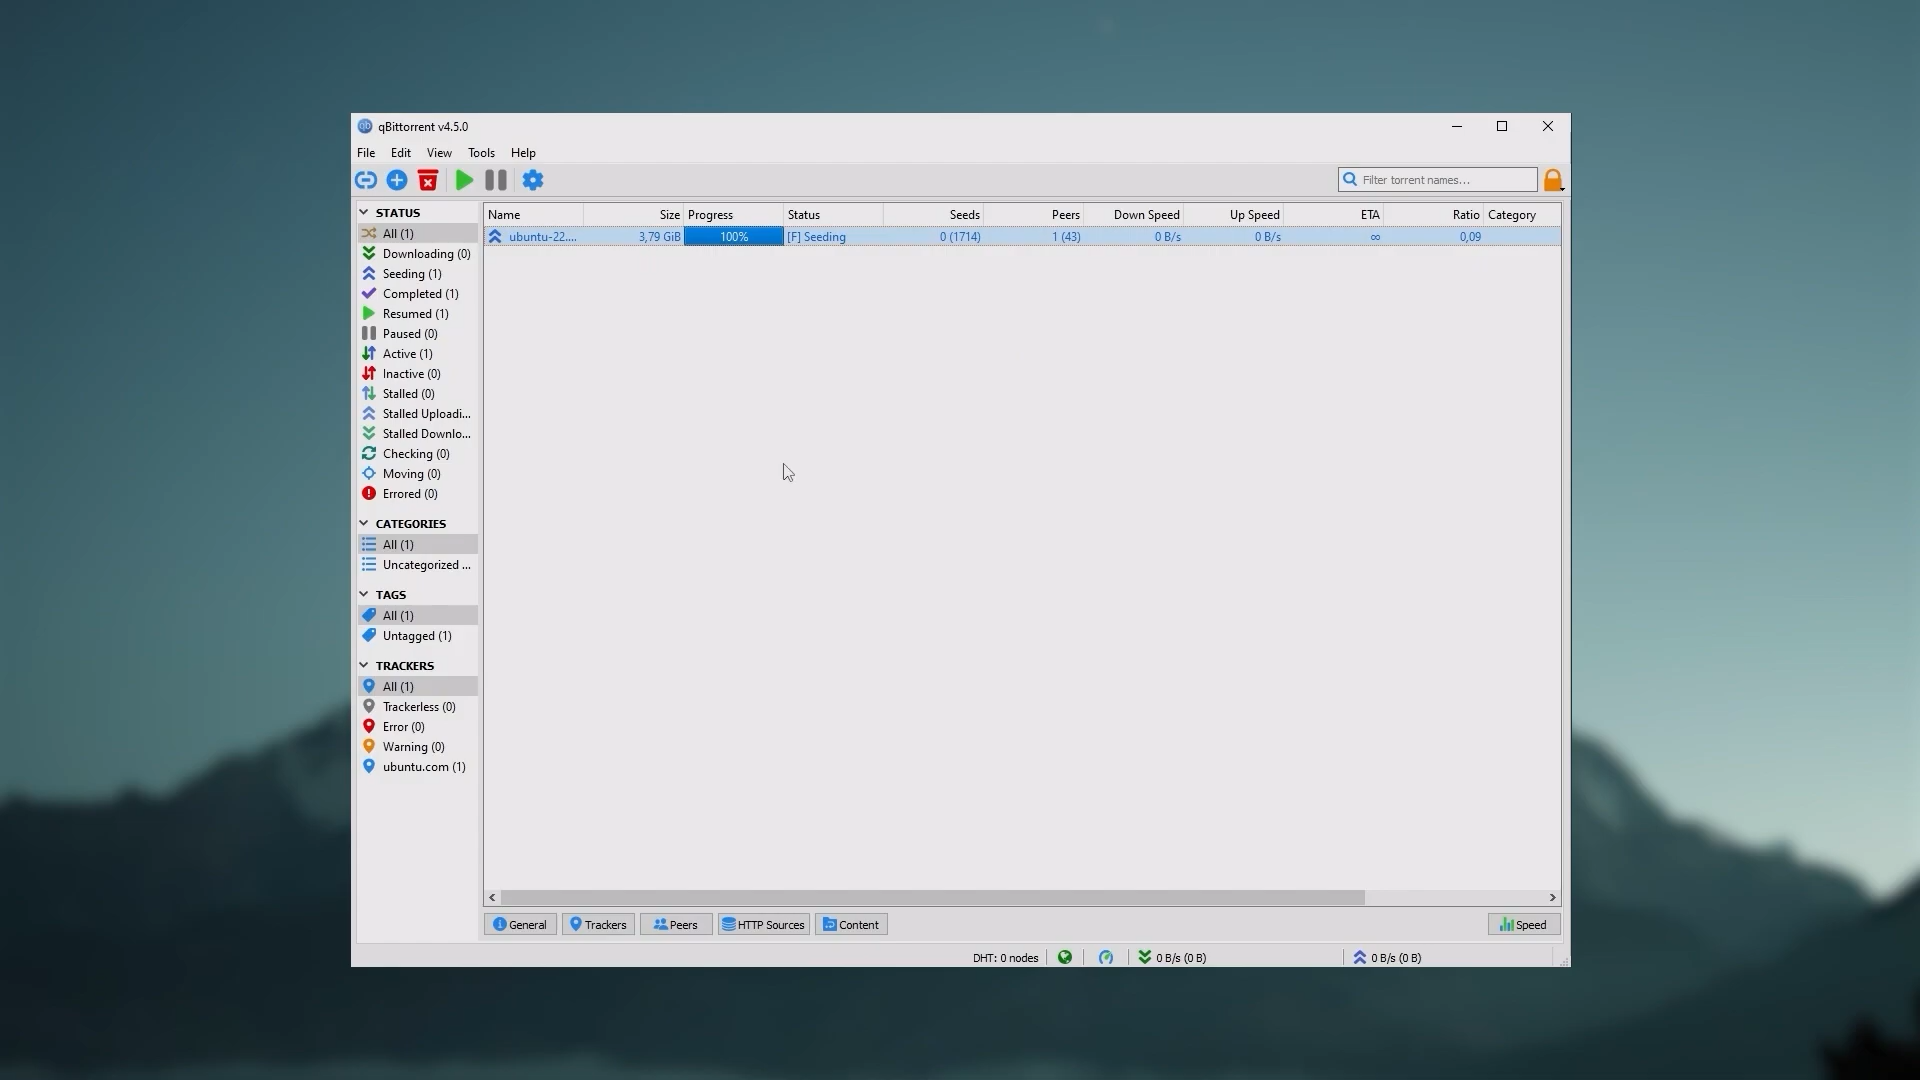 qBittorrent v4.5.0
File Edit View Tools Help
Filter torrent names...
STATUS
All (1)
Downloading (0)
Seeding (1)
Completed (1)
Resumed (1)
Paused (0)
Active (1)
Inactive (0)
Stalled (0)
Stalled Uploadi...
Stalled Downlo...
Checking (0)
Moving (0)
Errored (0)
CATEGORIES
All (1)
Uncategorized ...
TAGS
All (1)
Untagged (1)
TRACKERS
All (1)
Trackerless (0)
Error (0)
Warning (0)
ubuntu.com (1)
Name Size Progress Status Seeds Peers Down Speed Up Speed ETA Ratio Category
ubuntu-22.... 3,79 GiB 100% [F] Seeding 0 (1714) 1 (43) 0 B/s 0 B/s ∞ 0,09
General Trackers Peers HTTP Sources Content Speed
DHT: 0 nodes 0 B/s (0 B) 0 B/s (0 B)